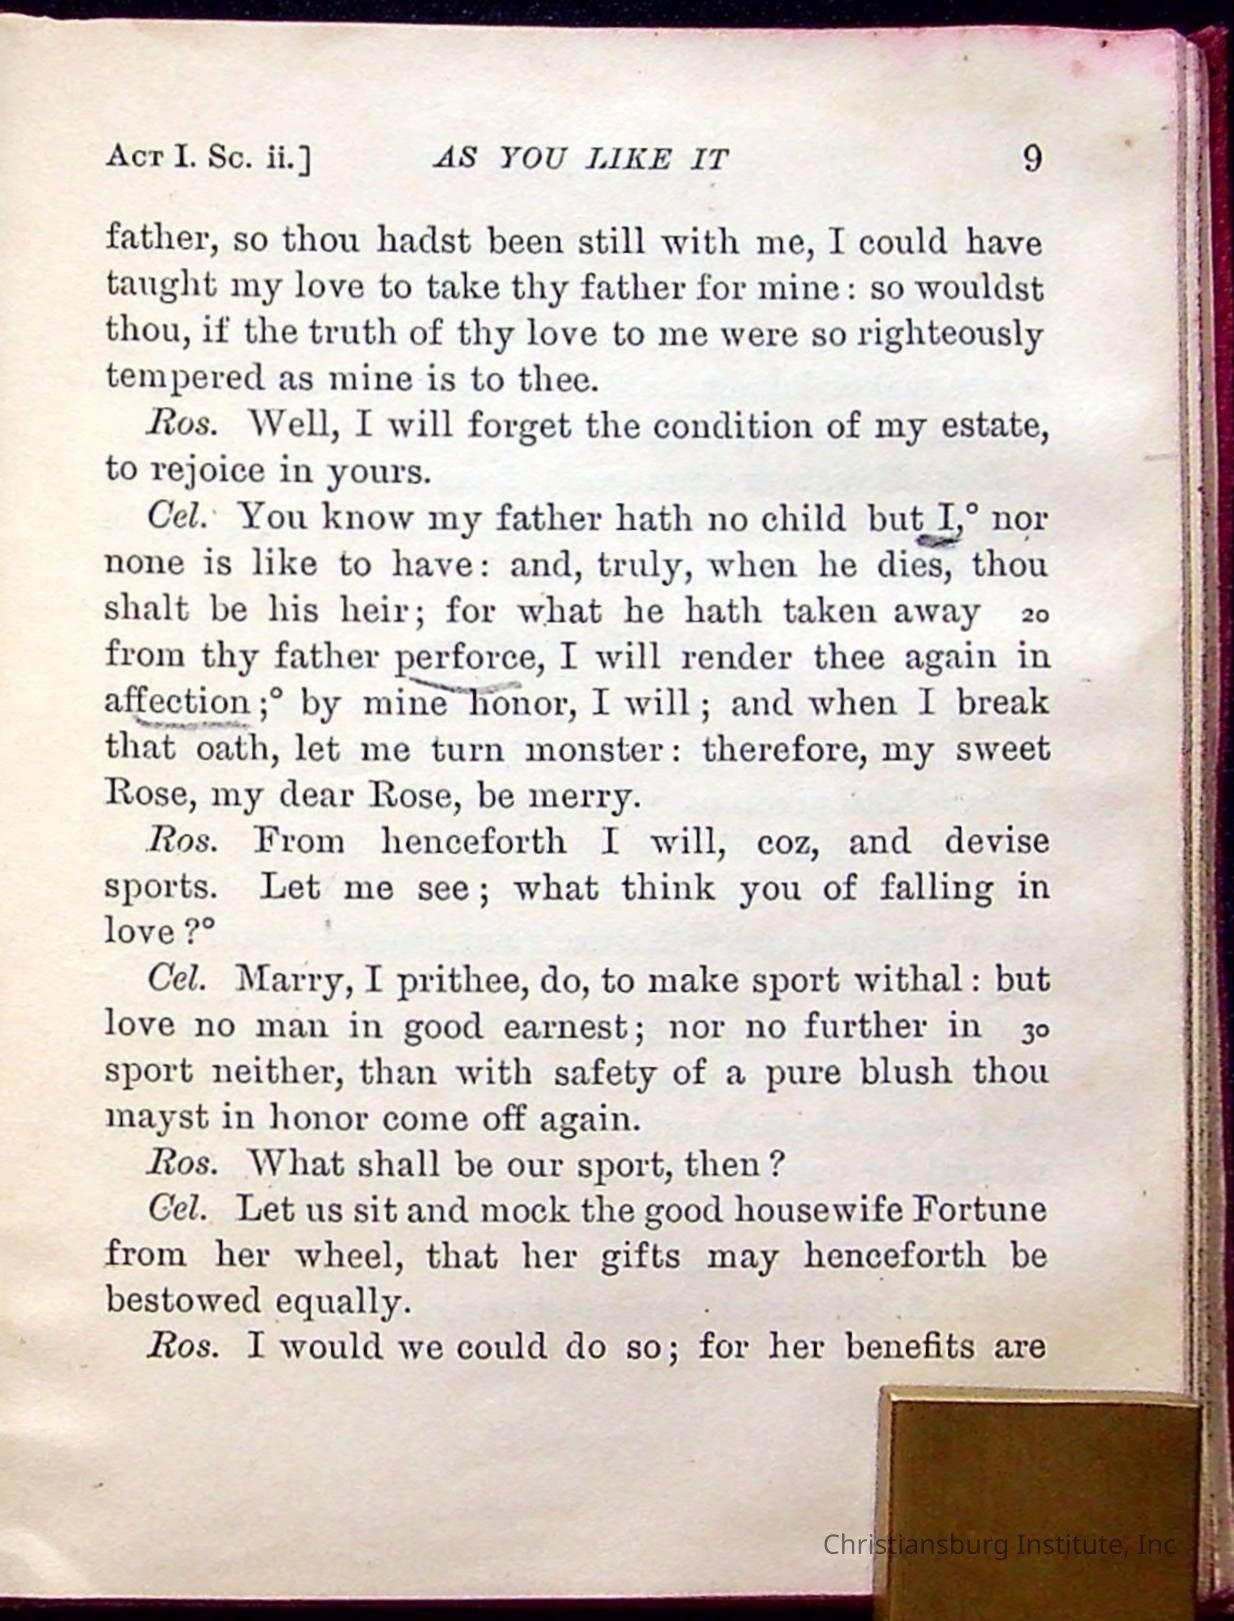 ACT I. Sc. ii.] AS YOU LIKE IT 9
father, so thou hadst been still with me, I could have
taught my love to take thy father for mine: so wouldst
thou, if the truth of thy love to me were so righteously
tempered as mine is to thee.
Ros. Well, I will forget the condition of my estate,
to rejoice in yours.
Cel. You know my father hath no child but I,° nor
none is like to have: and, truly, when he dies, thou
shalt be his heir; for what he hath taken away 20
from thy father perforce, I will render thee again in
affection;° by mine honor, I will; and when I break
that oath, let me turn monster: therefore, my sweet
Rose, my dear Rose, be merry.
Ros. From henceforth I will, coz, and devise
sports. Let me see; what think you of falling in
love?°
Cel. Marry, I prithee, do, to make sport withal: but
love no man in good earnest; nor no further in 30
sport neither, than with safety of a pure blush thou
mayst in honor come off again.
Ros. What shall be our sport, then?
Cel. Let us sit and mock the good housewife Fortune
from her wheel, that her gifts may henceforth be
bestowed equally.
Ros. I would we could do so; for her benefits are
Christiansburg Institute, Inc